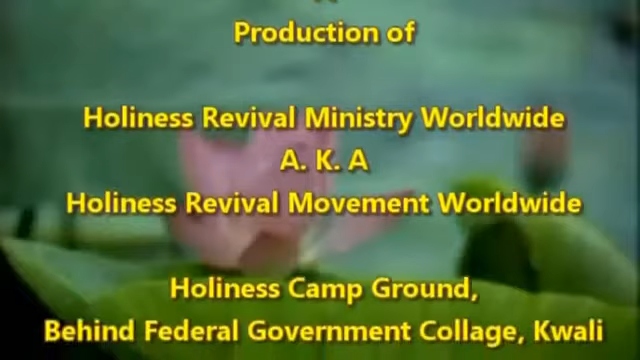 Production of
Holiness Revival Ministry Worldwide
A. K. A
Holiness Revival Movement Worldwide
Holiness Camp Ground,
Behind Federal Government Collage, Kwali